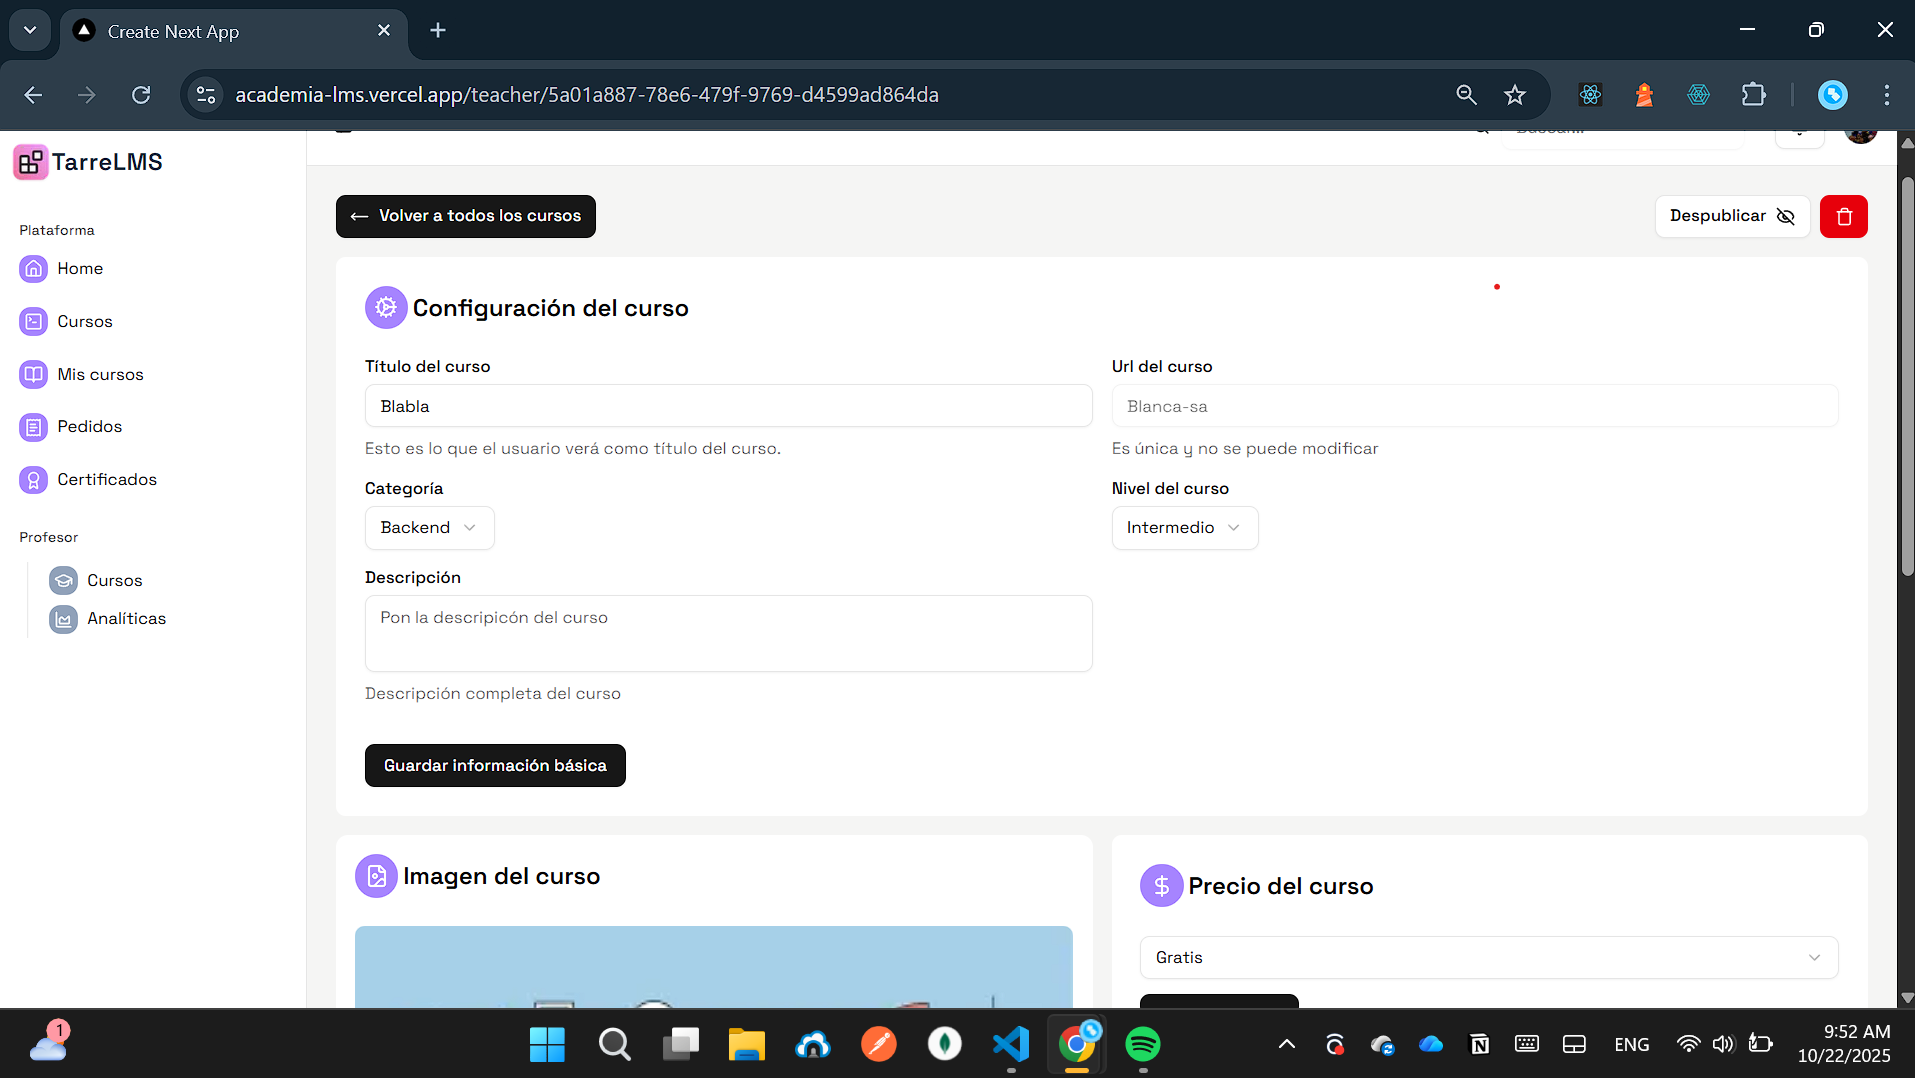 Create Next App
academia-lms.vercel.app/teacher/5a01a887-78e6-479f-9769-d4599ad864da
TarreLMS
Buscar...
Volver a todos los cursos
Despublicar
Plataforma
Home
Cursos
Mis cursos
Pedidos
Certificados
Profesor
Cursos
Analíticas
Configuración del curso
Título del curso
Url del curso
Blabla
Blanca-sa
Esto es lo que el usuario verá como título del curso.
Es única y no se puede modificar
Categoría
Nivel del curso
Backend
Intermedio
Descripción
Pon la descripicón del curso
Descripción completa del curso
Guardar información básica
Imagen del curso
Precio del curso
Gratis
1
ENG
9:52 AM
10/22/2025